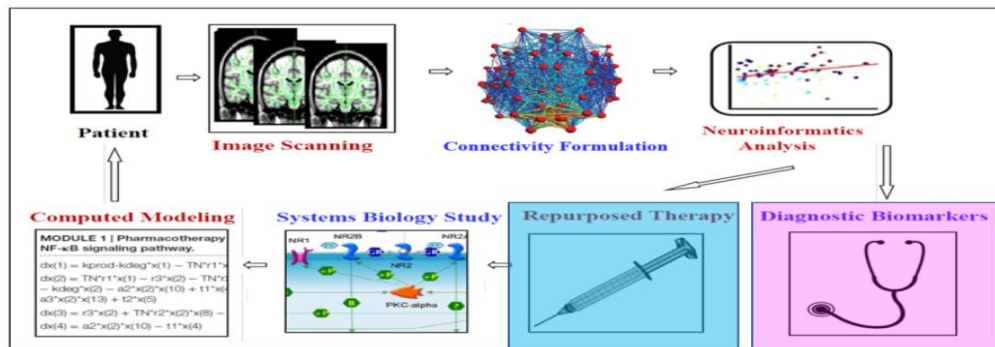 Patient
Image Scanning
Connectivity Formulation
Neuroinformatics
Analysis
Computed Modeling
Systems Biology Study
Repurposed Therapy
Diagnostic Biomarkers
MODULE 1 | Pharmacotherapy
NF-κB signaling pathway.
dx(1) = kprod-kdeg*x(1) − TN*r1*x
dx(2) = TN*r1*x(1) − r3*x(2) − TN*r2
− kdeg*x(2) − a2*x(2)*x(10) + t1*x(
a3*x(2)*x(13) + t2*x(5)
dx(3) = r3*x(2) + TN*r2*x(2)*x(8) −
dx(4) = a2*x(2)*x(10) − t1*x(4)
NR1
NR2B
NR2
NR2A
PKC-alpha